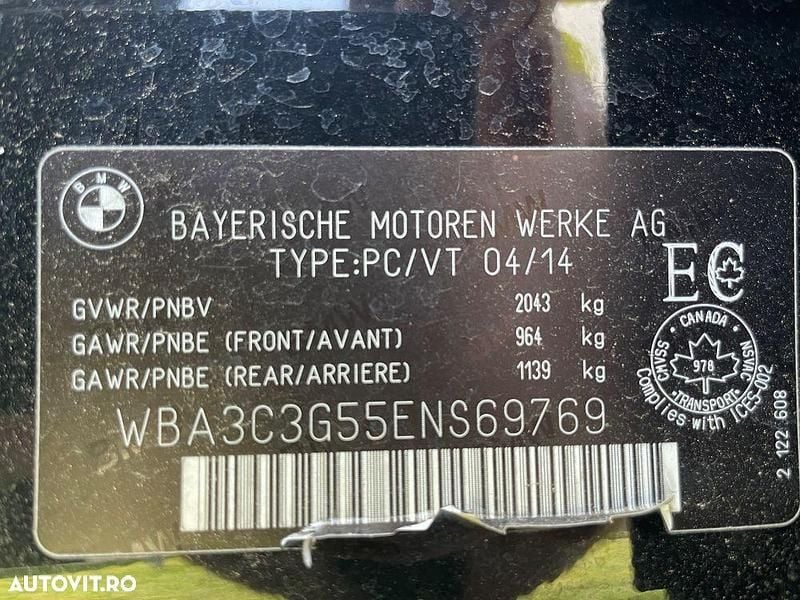 BMW
BAYERISCHE MOTOREN WERKE AG
TYPE:PC/VT 04/14
EC
GVWR/PNBV 2043 kg
GAWR/PNBE (FRONT/AVANT) 964 kg
GAWR/PNBE (REAR/ARRIERE) 1139 kg
WBA3C3G55ENS69769
CANADA
CMVSS
978
NSVAC
TRANSPORT
Complies with ICES-002
2 122 608
AUTOVIT.RO